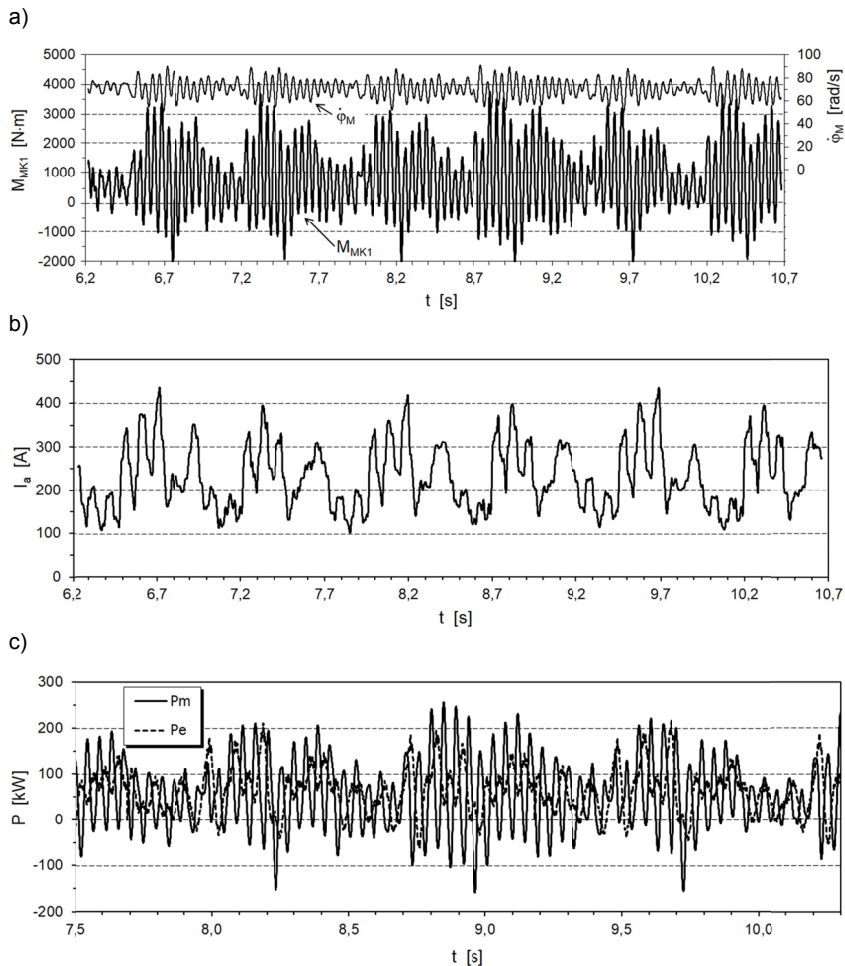 a)
5000
4000
3000
2000
1000
0
-1000
-2000
M_MK1 [N·m]
100
80
60
40
20
0
φ̇_M [rad/s]
φ̇_M
M_MK1
6,2 6,7 7,2 7,7 8,2 8,7 9,2 9,7 10,2 10,7
t [s]
b)
500
400
300
200
100
0
I_a [A]
6,2 6,7 7,2 7,7 8,2 8,7 9,2 9,7 10,2 10,7
t [s]
c)
300
200
100
0
-100
-200
P [kW]
Pm
Pe
7,5 8,0 8,5 9,0 9,5 10,0
t [s]